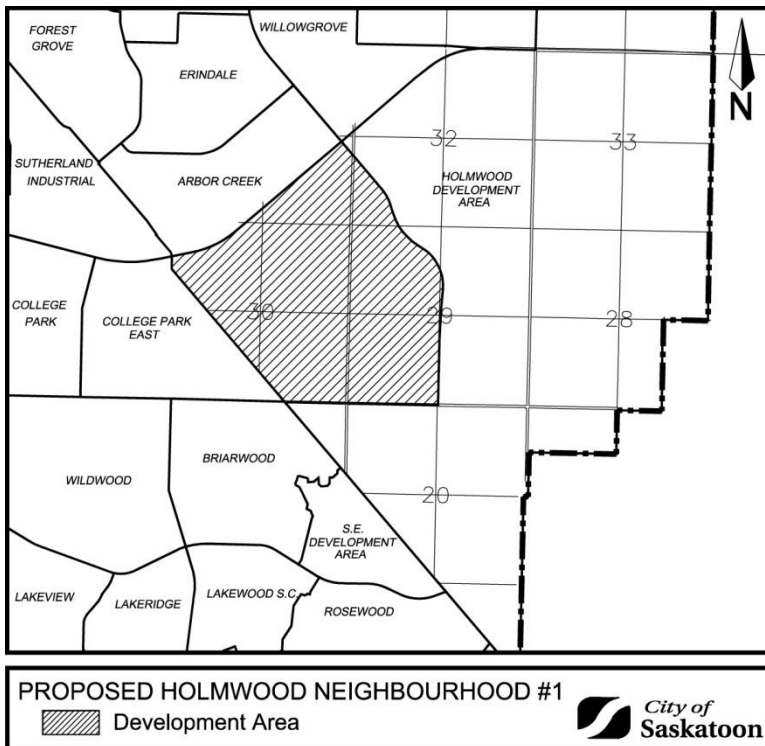 FOREST
GROVE
WILLOWGROVE
ERINDALE
N
32
33
SUTHERLAND
INDUSTRIAL
ARBOR CREEK
HOLMWOOD
DEVELOPMENT
AREA
COLLEGE
PARK
COLLEGE PARK
EAST
30
29
28
BRIARWOOD
WILDWOOD
20
S.E.
DEVELOPMENT
AREA
LAKEVIEW
LAKERIDGE
LAKEWOOD S.C.
ROSEWOOD
PROPOSED HOLMWOOD NEIGHBOURHOOD #1
Development Area
City of
Saskatoon